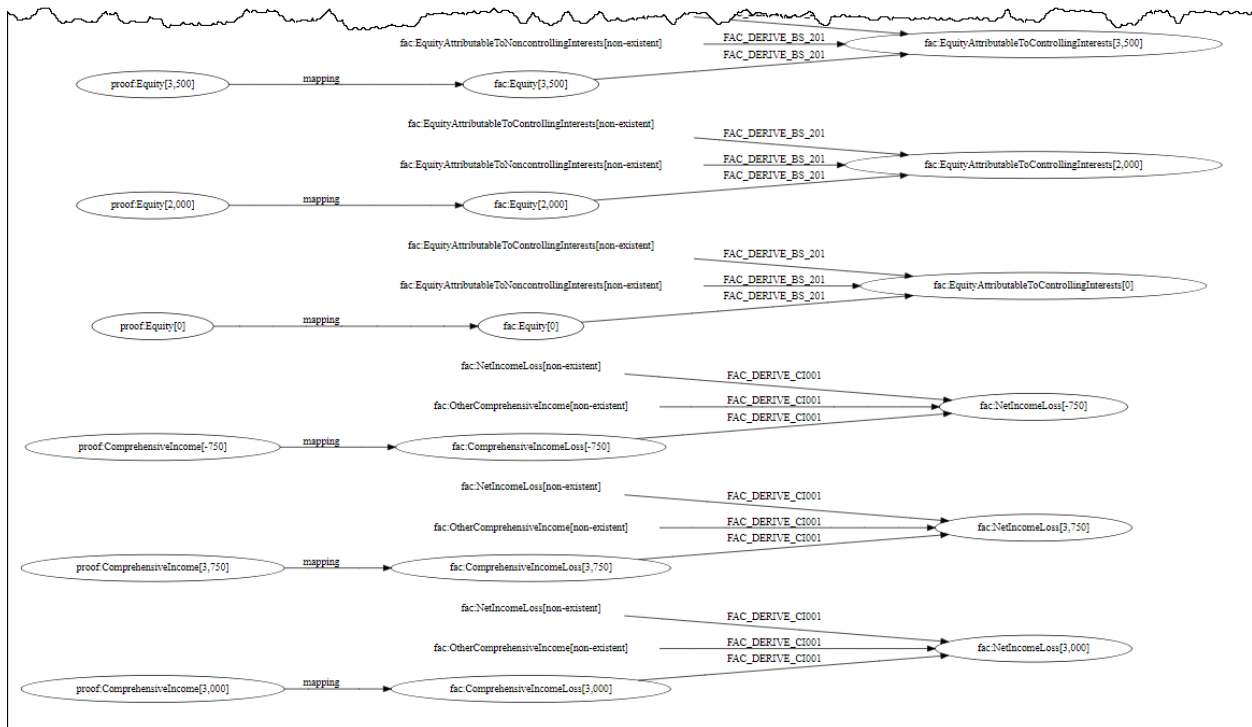 fac:EquityAttributableToNoncontrollingInterests[non-existent] FAC_DERIVE_BS_201 fac:EquityAttributableToControllingInterests[3,500]
FAC_DERIVE_BS_201
proof:Equity[3,500] mapping fac:Equity[3,500]
fac:EquityAttributableToControllingInterests[non-existent] FAC_DERIVE_BS_201
fac:EquityAttributableToNoncontrollingInterests[non-existent] FAC_DERIVE_BS_201 fac:EquityAttributableToControllingInterests[2,000]
FAC_DERIVE_BS_201
proof:Equity[2,000] mapping fac:Equity[2,000]
fac:EquityAttributableToControllingInterests[non-existent] FAC_DERIVE_BS_201
fac:EquityAttributableToNoncontrollingInterests[non-existent] FAC_DERIVE_BS_201 fac:EquityAttributableToControllingInterests[0]
FAC_DERIVE_BS_201
proof:Equity[0] mapping fac:Equity[0]
fac:NetIncomeLoss[non-existent] FAC_DERIVE_CI001
fac:OtherComprehensiveIncome[non-existent] FAC_DERIVE_CI001 fac:NetIncomeLoss[-750]
FAC_DERIVE_CI001
proof:ComprehensiveIncome[-750] mapping fac:ComprehensiveIncomeLoss[-750]
fac:NetIncomeLoss[non-existent] FAC_DERIVE_CI001
fac:OtherComprehensiveIncome[non-existent] FAC_DERIVE_CI001 fac:NetIncomeLoss[3,750]
FAC_DERIVE_CI001
proof:ComprehensiveIncome[3,750] mapping fac:ComprehensiveIncomeLoss[3,750]
fac:NetIncomeLoss[non-existent] FAC_DERIVE_CI001
fac:OtherComprehensiveIncome[non-existent] FAC_DERIVE_CI001 fac:NetIncomeLoss[3,000]
FAC_DERIVE_CI001
proof:ComprehensiveIncome[3,000] mapping fac:ComprehensiveIncomeLoss[3,000]